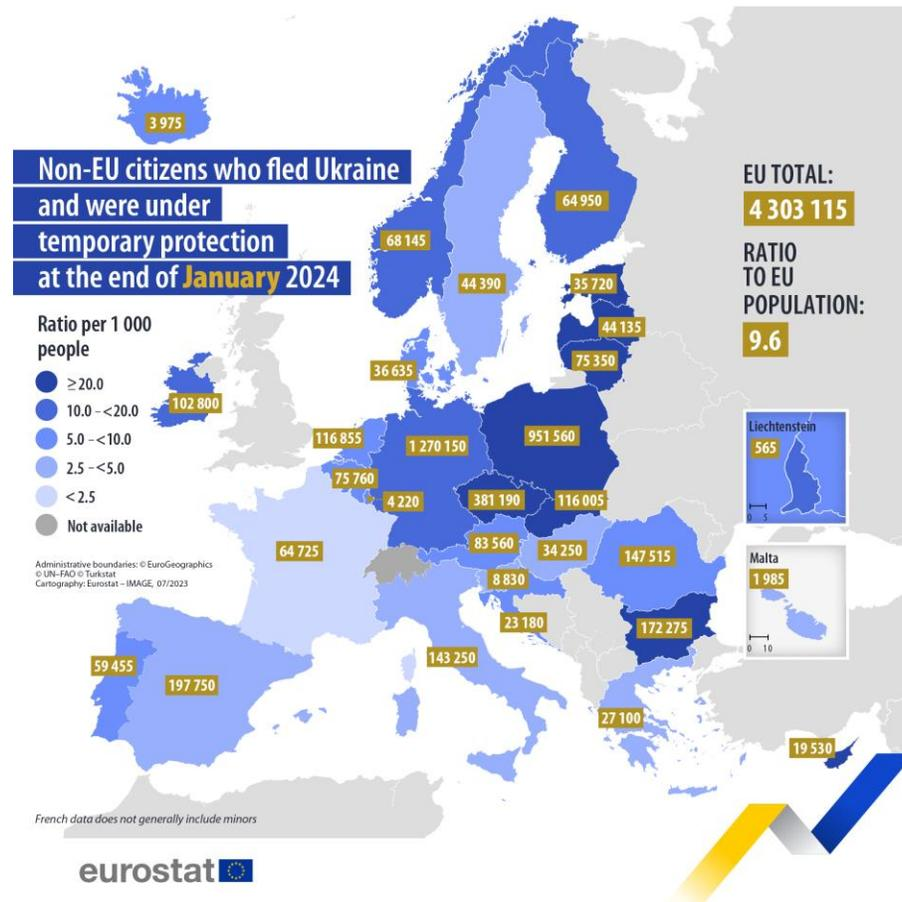 3 975
Non-EU citizens who fled Ukraine
and were under
temporary protection
at the end of January 2024
EU TOTAL:
4 303 115
RATIO
TO EU
POPULATION:
9.6
Ratio per 1 000
people
≥ 20.0
10.0 – <20.0
5.0 – <10.0
2.5 – <5.0
< 2.5
Not available
Administrative boundaries: © EuroGeographics
© UN–FAO © Turkstat
Cartography: Eurostat – IMAGE, 07/2023
64 950
68 145
44 390
35 720
44 135
75 350
36 635
102 800
116 855
1 270 150
951 560
75 760
4 220
381 190
116 005
64 725
83 560
34 250
147 515
8 830
23 180
172 275
143 250
59 455
197 750
27 100
19 530
Liechtenstein
565
0 5
Malta
1 985
0 10
French data does not generally include minors
eurostat